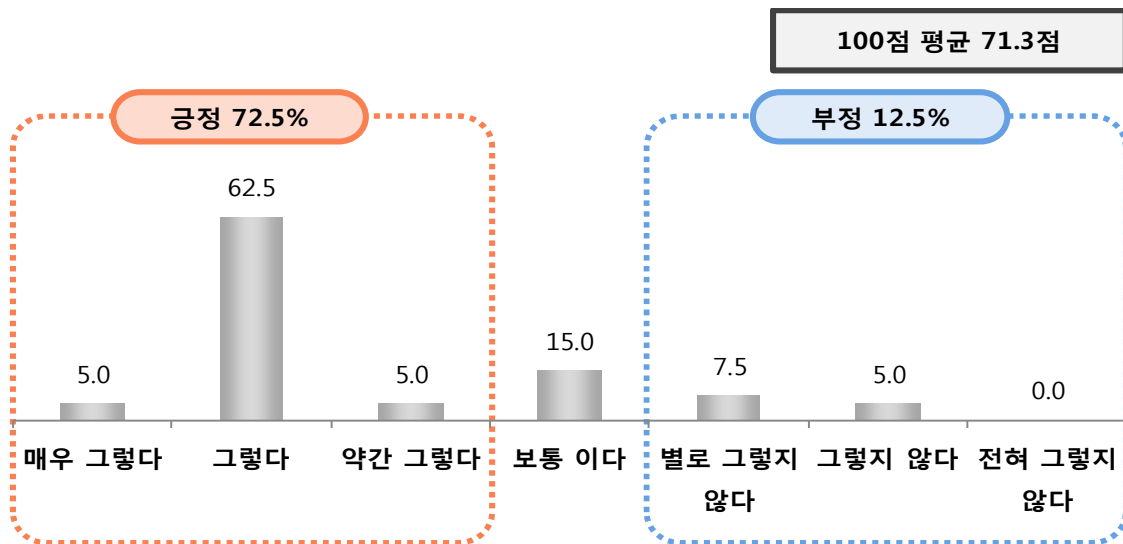 100점 평균 71.3점
긍정 72.5%
부정 12.5%
62.5
15.0
5.0
5.0
7.5
5.0
0.0
매우 그렇다
그렇다
약간 그렇다
보통 이다
별로 그렇지
않다
그렇지 않다
전혀 그렇지
않다